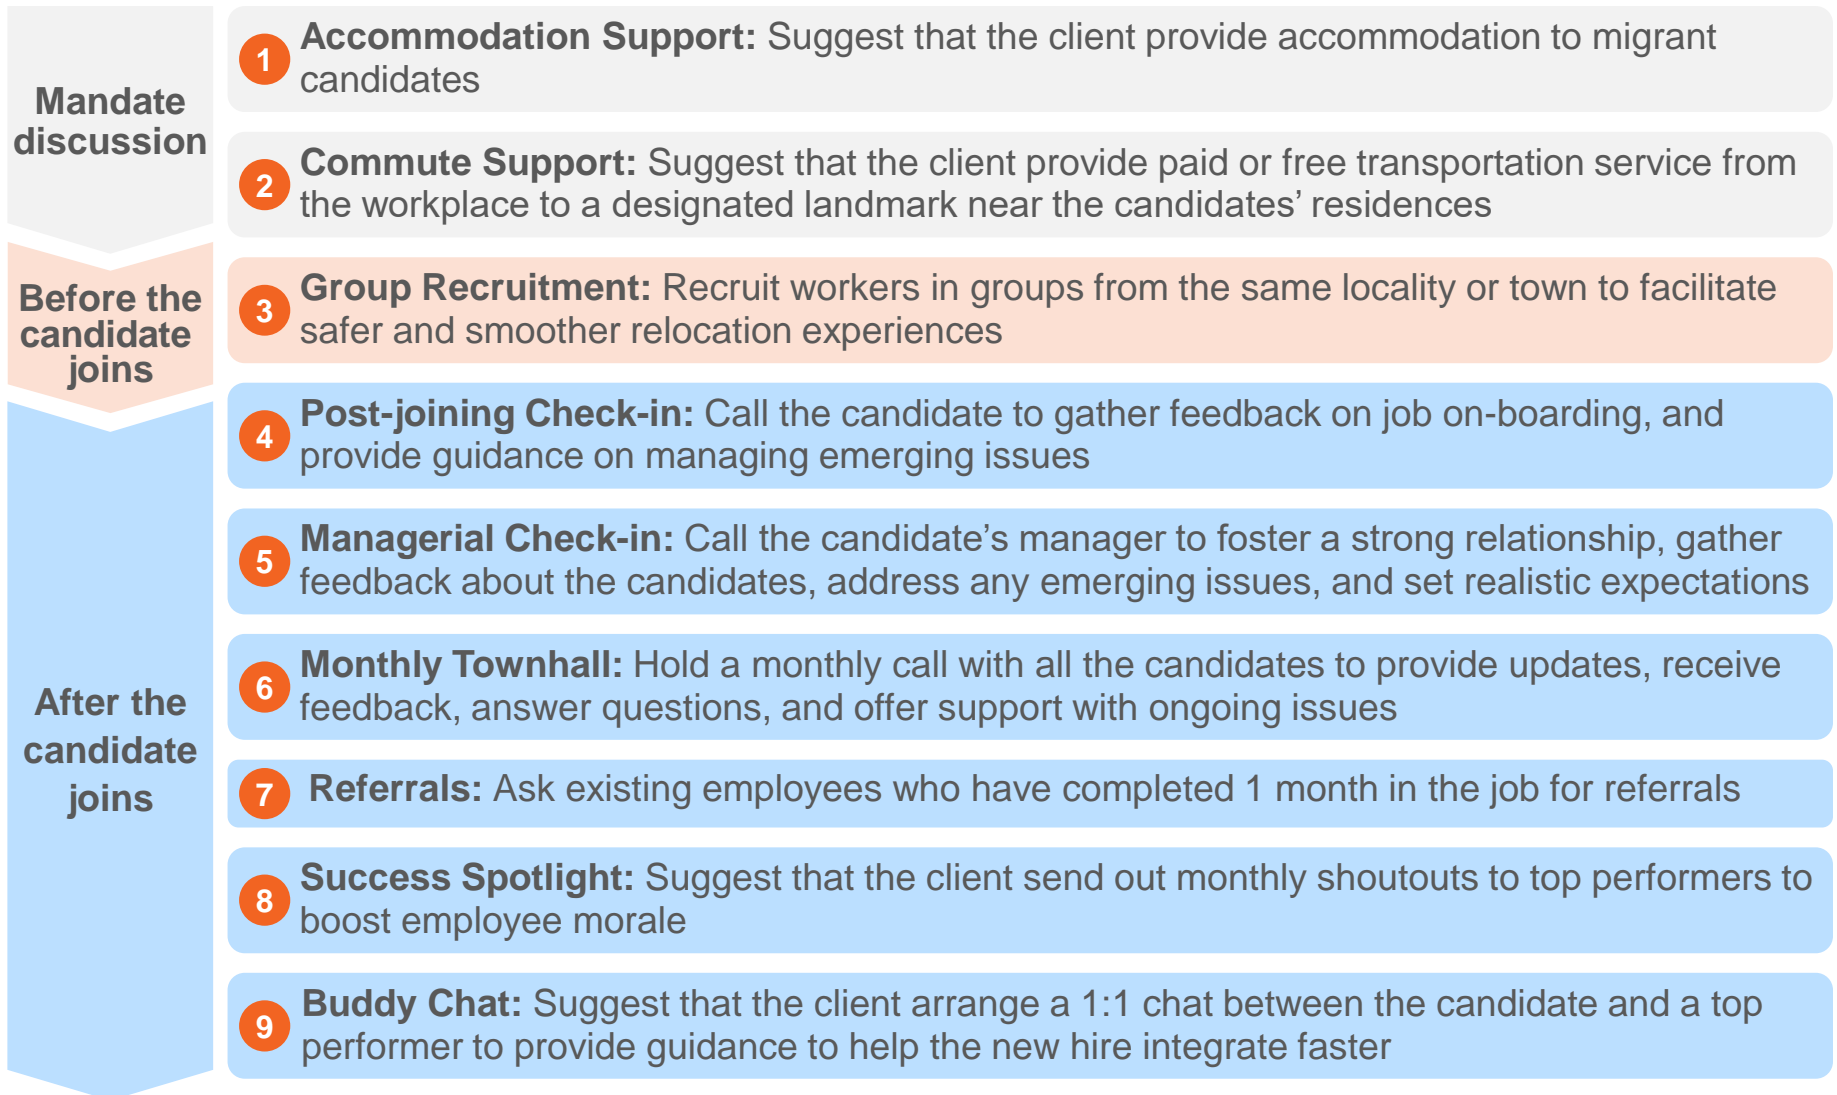 Mandate
discussion
1
Accommodation Support: Suggest that the client provide accommodation to migrant
candidates
2
Commute Support: Suggest that the client provide paid or free transportation service from
the workplace to a designated landmark near the candidates’ residences
Before the
candidate
joins
3
Group Recruitment: Recruit workers in groups from the same locality or town to facilitate
safer and smoother relocation experiences
After the
candidate
joins
4
Post-joining Check-in: Call the candidate to gather feedback on job on-boarding, and
provide guidance on managing emerging issues
5
Managerial Check-in: Call the candidate’s manager to foster a strong relationship, gather
feedback about the candidates, address any emerging issues, and set realistic expectations
6
Monthly Townhall: Hold a monthly call with all the candidates to provide updates, receive
feedback, answer questions, and offer support with ongoing issues
7
Referrals: Ask existing employees who have completed 1 month in the job for referrals
8
Success Spotlight: Suggest that the client send out monthly shoutouts to top performers to
boost employee morale
9
Buddy Chat: Suggest that the client arrange a 1:1 chat between the candidate and a top
performer to provide guidance to help the new hire integrate faster